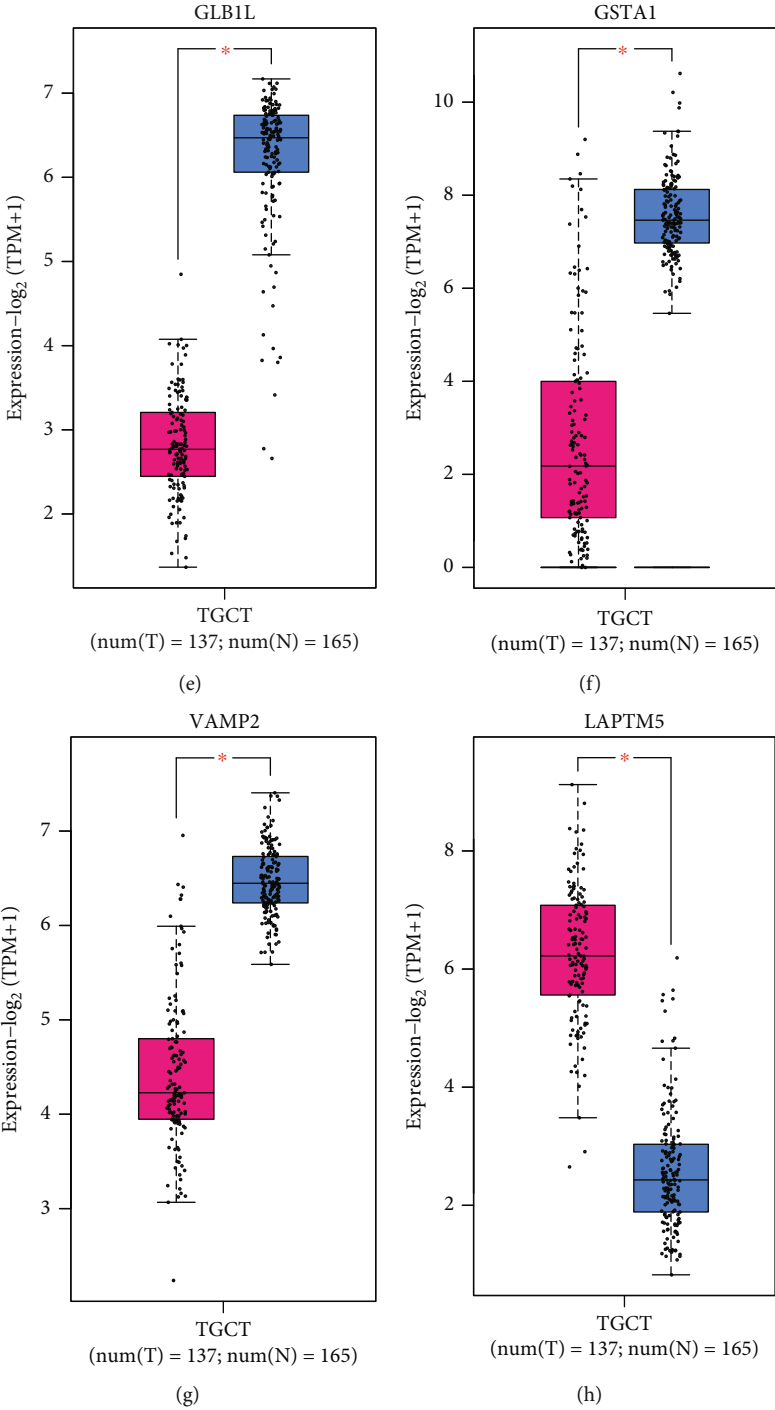 GLB1L
*
Expression−log₂ (TPM+1)
7
6
5
4
3
2
TGCT
(num(T) = 137; num(N) = 165)
(e)
GSTA1
*
Expression−log₂ (TPM+1)
10
8
6
4
2
0
TGCT
(num(T) = 137; num(N) = 165)
(f)
VAMP2
*
Expression−log₂ (TPM+1)
7
6
5
4
3
TGCT
(num(T) = 137; num(N) = 165)
(g)
LAPTM5
*
Expression−log₂ (TPM+1)
8
6
4
2
TGCT
(num(T) = 137; num(N) = 165)
(h)